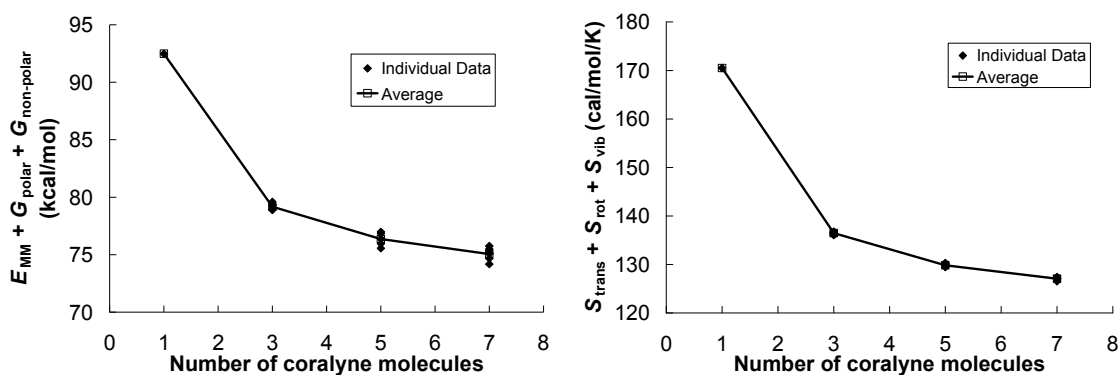 E_MM + G_polar + G_non-polar
(kcal/mol)
95
90
85
80
75
70
0 1 2 3 4 5 6 7 8
Number of coralyne molecules
Individual Data
Average
S_trans + S_rot + S_vib (cal/mol/K)
180
170
160
150
140
130
120
0 1 2 3 4 5 6 7 8
Number of coralyne molecules
Individual Data
Average